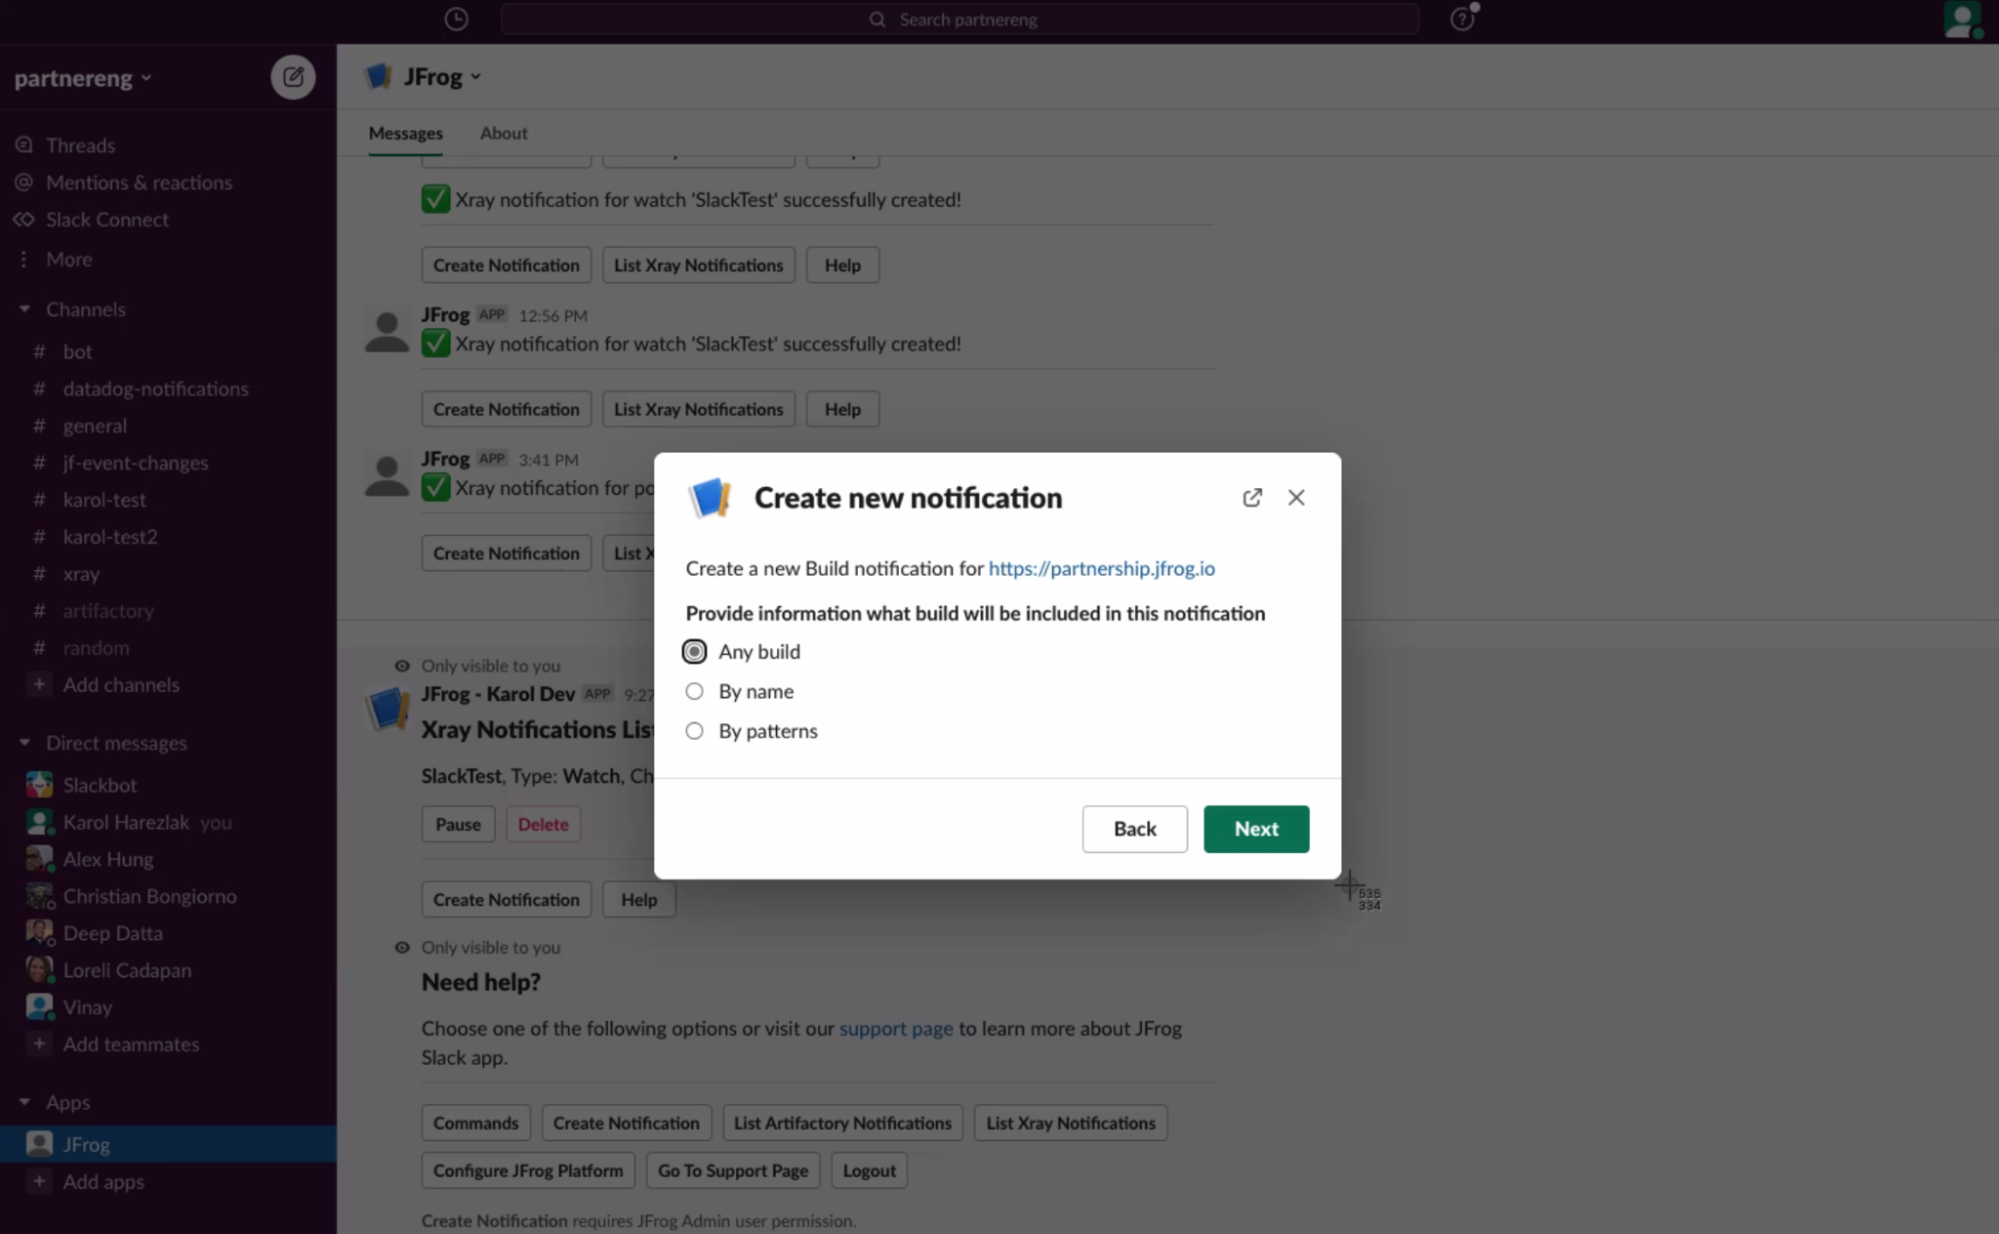 Search partnereng
?
partnereng
JFrog
Messages About
Threads
Mentions & reactions
Slack Connect
More
Channels
# bot
# datadog-notifications
# general
# jf-event-changes
# karol-test
# karol-test2
# xray
# artifactory
# random
+ Add channels
Direct messages
Slackbot
Karol Harezlak you
Alex Hung
Christian Bongiorno
Deep Datta
Loreli Cadapan
Vinay
+ Add teammates
Apps
JFrog
+ Add apps
Xray notification for watch 'SlackTest' successfully created!
Create Notification List Xray Notifications Help
JFrog APP 12:56 PM
Xray notification for watch 'SlackTest' successfully created!
Create Notification List Xray Notifications Help
JFrog APP 3:41 PM
Xray notification for po
Create Notification List X
Only visible to you
JFrog - Karol Dev APP 9:27
Xray Notifications Lis
SlackTest, Type: Watch, Ch
Pause Delete
Create Notification Help
Only visible to you
Need help?
Choose one of the following options or visit our support page to learn more about JFrog
Slack app.
Commands Create Notification List Artifactory Notifications List Xray Notifications
Configure JFrog Platform Go To Support Page Logout
Create Notification requires JFrog Admin user permission.
Create new notification
Create a new Build notification for https://partnership.jfrog.io
Provide information what build will be included in this notification
Any build
By name
By patterns
Back Next
535
334